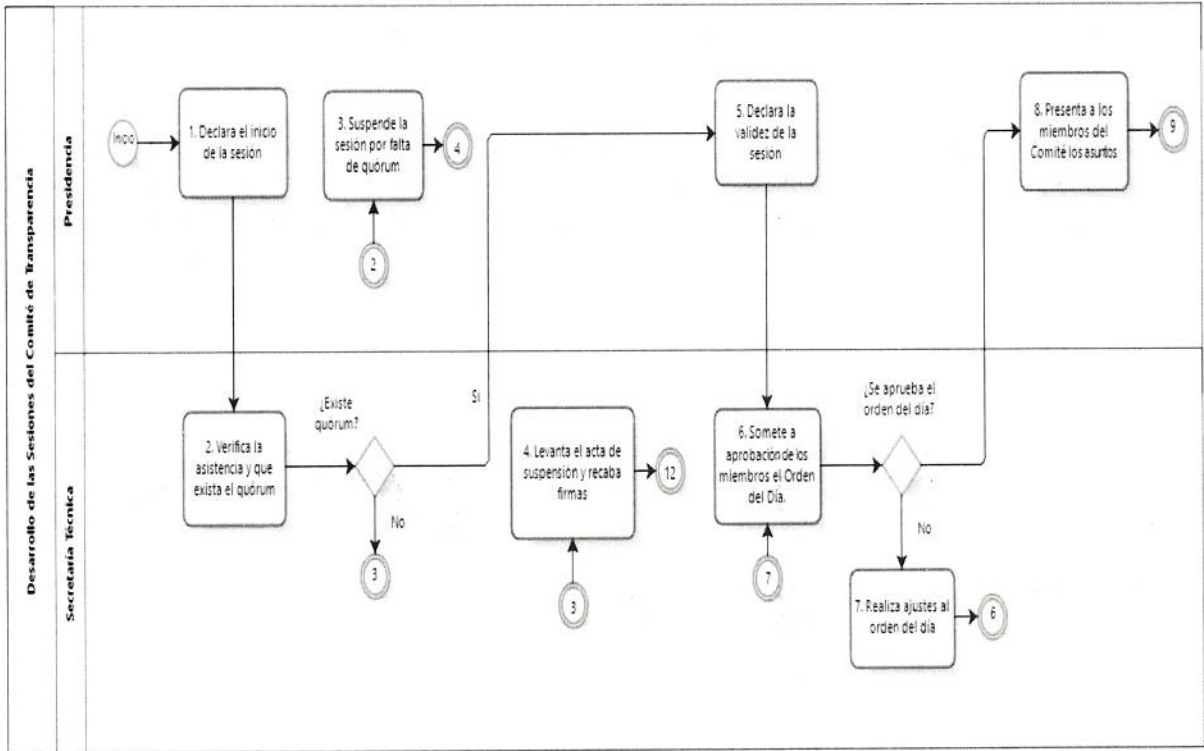 Desarrollo de las Sesiones del Comité de Transparencia
Presidencia
Inicio
1. Declara el inicio
de la sesión
3. Suspende la
sesión por falta
de quórum
4
2
5. Declara la
validez de la
sesión
8. Presenta a los
miembros del
Comité los asuntos
9
Secretaría Técnica
2. Verifica la
asistencia y que
exista el quórum
¿Existe
quórum?
Si
No
3
4. Levanta el acta de
suspensión y recaba
firmas
12
3
6. Somete a
aprobación de los
miembros el Orden
del Día.
7
¿Se aprueba el
orden del día?
No
7. Realiza ajustes al
orden del día
6